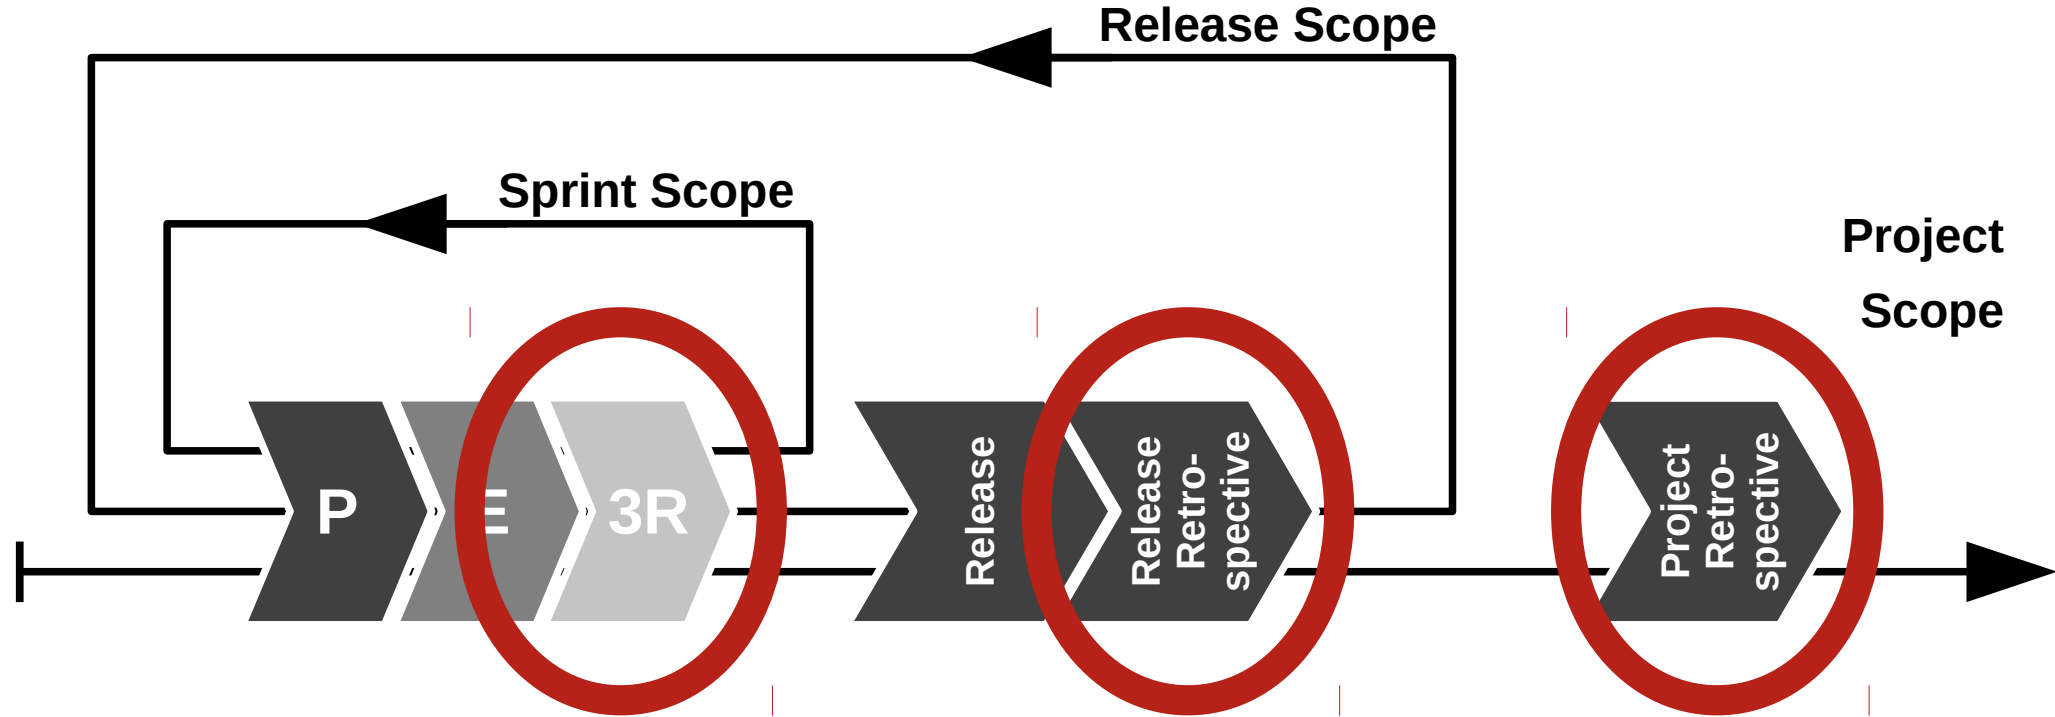 Release Scope
Sprint Scope
Project
Scope
P
E
3R
Release
Release
Retro-
spective
Project
Retro-
spective